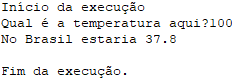 Início da execução
Qual é a temperatura aqui?100
No Brasil estaria 37.8
Fim da execução.